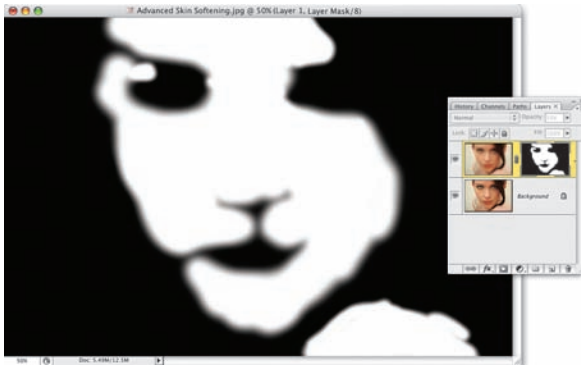 Advanced Skin Softening.jpg @ 50% (Layer 1, Layer Mask/8)
History Channels Paths Layers ×
Normal Opacity:
Lock: Fill:
Background
50% Doc: 5.49M/12.5M